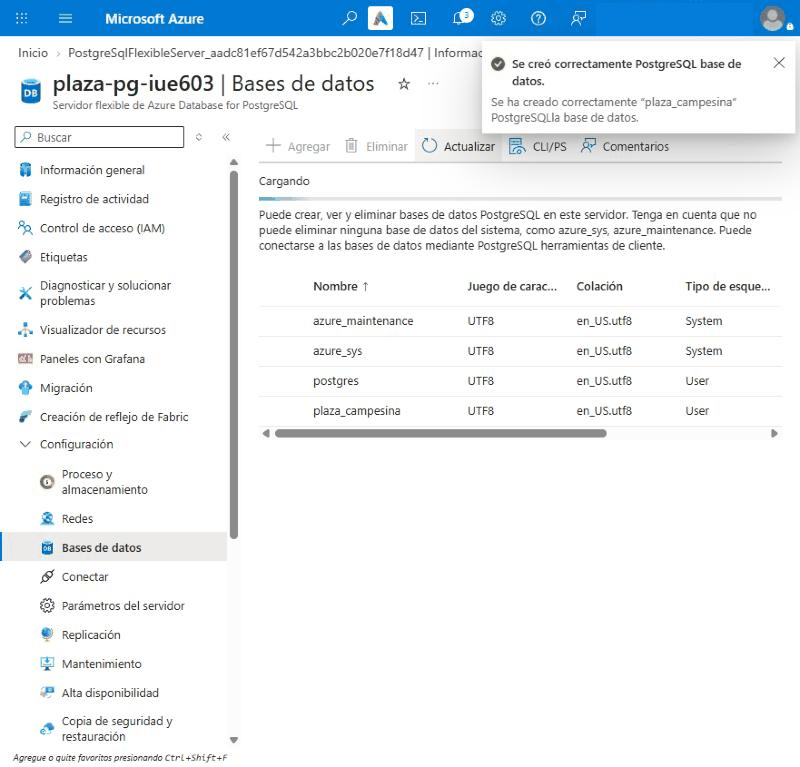 Microsoft Azure
3
Inicio > PostgreSqlFlexibleServer_aadc81ef67d542a3bbc2b020e7f18d47 | Informac
plaza-pg-iue603 | Bases de datos
Servidor flexible de Azure Database for PostgreSQL
Se creó correctamente PostgreSQL base de
datos.
Se ha creado correctamente “plaza_campesina”
PostgreSQLla base de datos.
Buscar
Agregar Eliminar Actualizar CLI/PS Comentarios
Cargando
Puede crear, ver y eliminar bases de datos PostgreSQL en este servidor. Tenga en cuenta que no
puede eliminar ninguna base de datos del sistema, como azure_sys, azure_maintenance. Puede
conectarse a las bases de datos mediante PostgreSQL herramientas de cliente.
Nombre ↑ Juego de carac... Colación Tipo de esque...
azure_maintenance UTF8 en_US.utf8 System
azure_sys UTF8 en_US.utf8 System
postgres UTF8 en_US.utf8 User
plaza_campesina UTF8 en_US.utf8 User
Información general
Registro de actividad
Control de acceso (IAM)
Etiquetas
Diagnosticar y solucionar
problemas
Visualizador de recursos
Paneles con Grafana
Migración
Creación de reflejo de Fabric
Configuración
Proceso y
almacenamiento
Redes
Bases de datos
Conectar
Parámetros del servidor
Replicación
Mantenimiento
Alta disponibilidad
Copia de seguridad y
restauración
Agregue o quite favoritos presionando Ctrl+Shift+F